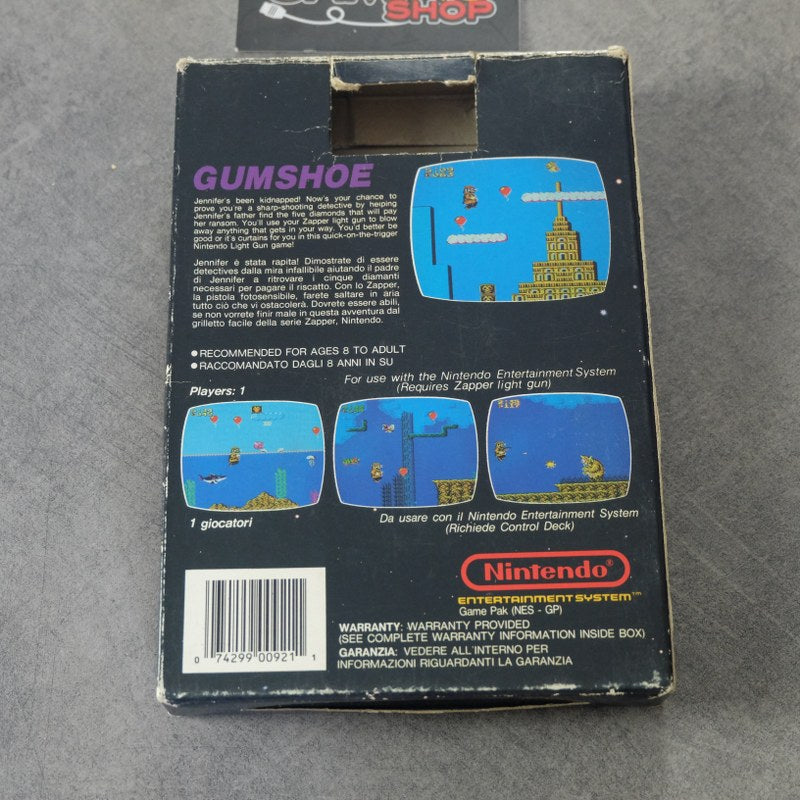 SHOP
GUMSHOE
Jennifer's been kidnapped! Now's your chance to
prove you're a sharp-shooting detective by helping
Jennifer's father find the five diamonds that will pay
her ransom. You'll use your Zapper light gun to blow
away anything that gets in your way. You'd better be
good or it's curtains for you in this quick-on-the-trigger
Nintendo Light Gun game!
Jennifer è stata rapita! Dimostrate di essere
detectives dalla mira infallibile aiutando il padre
di Jennifer a ritrovare i cinque diamanti
necessari per pagare il riscatto. Con lo Zapper,
la pistola fotosensibile, farete saltare in aria
tutto ciò che vi ostacolerà. Dovrete essere abili,
se non vorrete finir male in questa avventura dal
grilletto facile della serie Zapper, Nintendo.
● RECOMMENDED FOR AGES 8 TO ADULT
● RACCOMANDATO DAGLI 8 ANNI IN SU
For use with the Nintendo Entertainment System
(Requires Zapper light gun)
Players: 1
1 giocatori
Da usare con il Nintendo Entertainment System
(Richiede Control Deck)
Nintendo®
ENTERTAINMENT SYSTEM™
Game Pak (NES - GP)
WARRANTY: WARRANTY PROVIDED
(SEE COMPLETE WARRANTY INFORMATION INSIDE BOX)
GARANZIA: VEDERE ALL'INTERNO PER
INFORMAZIONI RIGUARDANTI LA GARANZIA
0 74299 00921 1